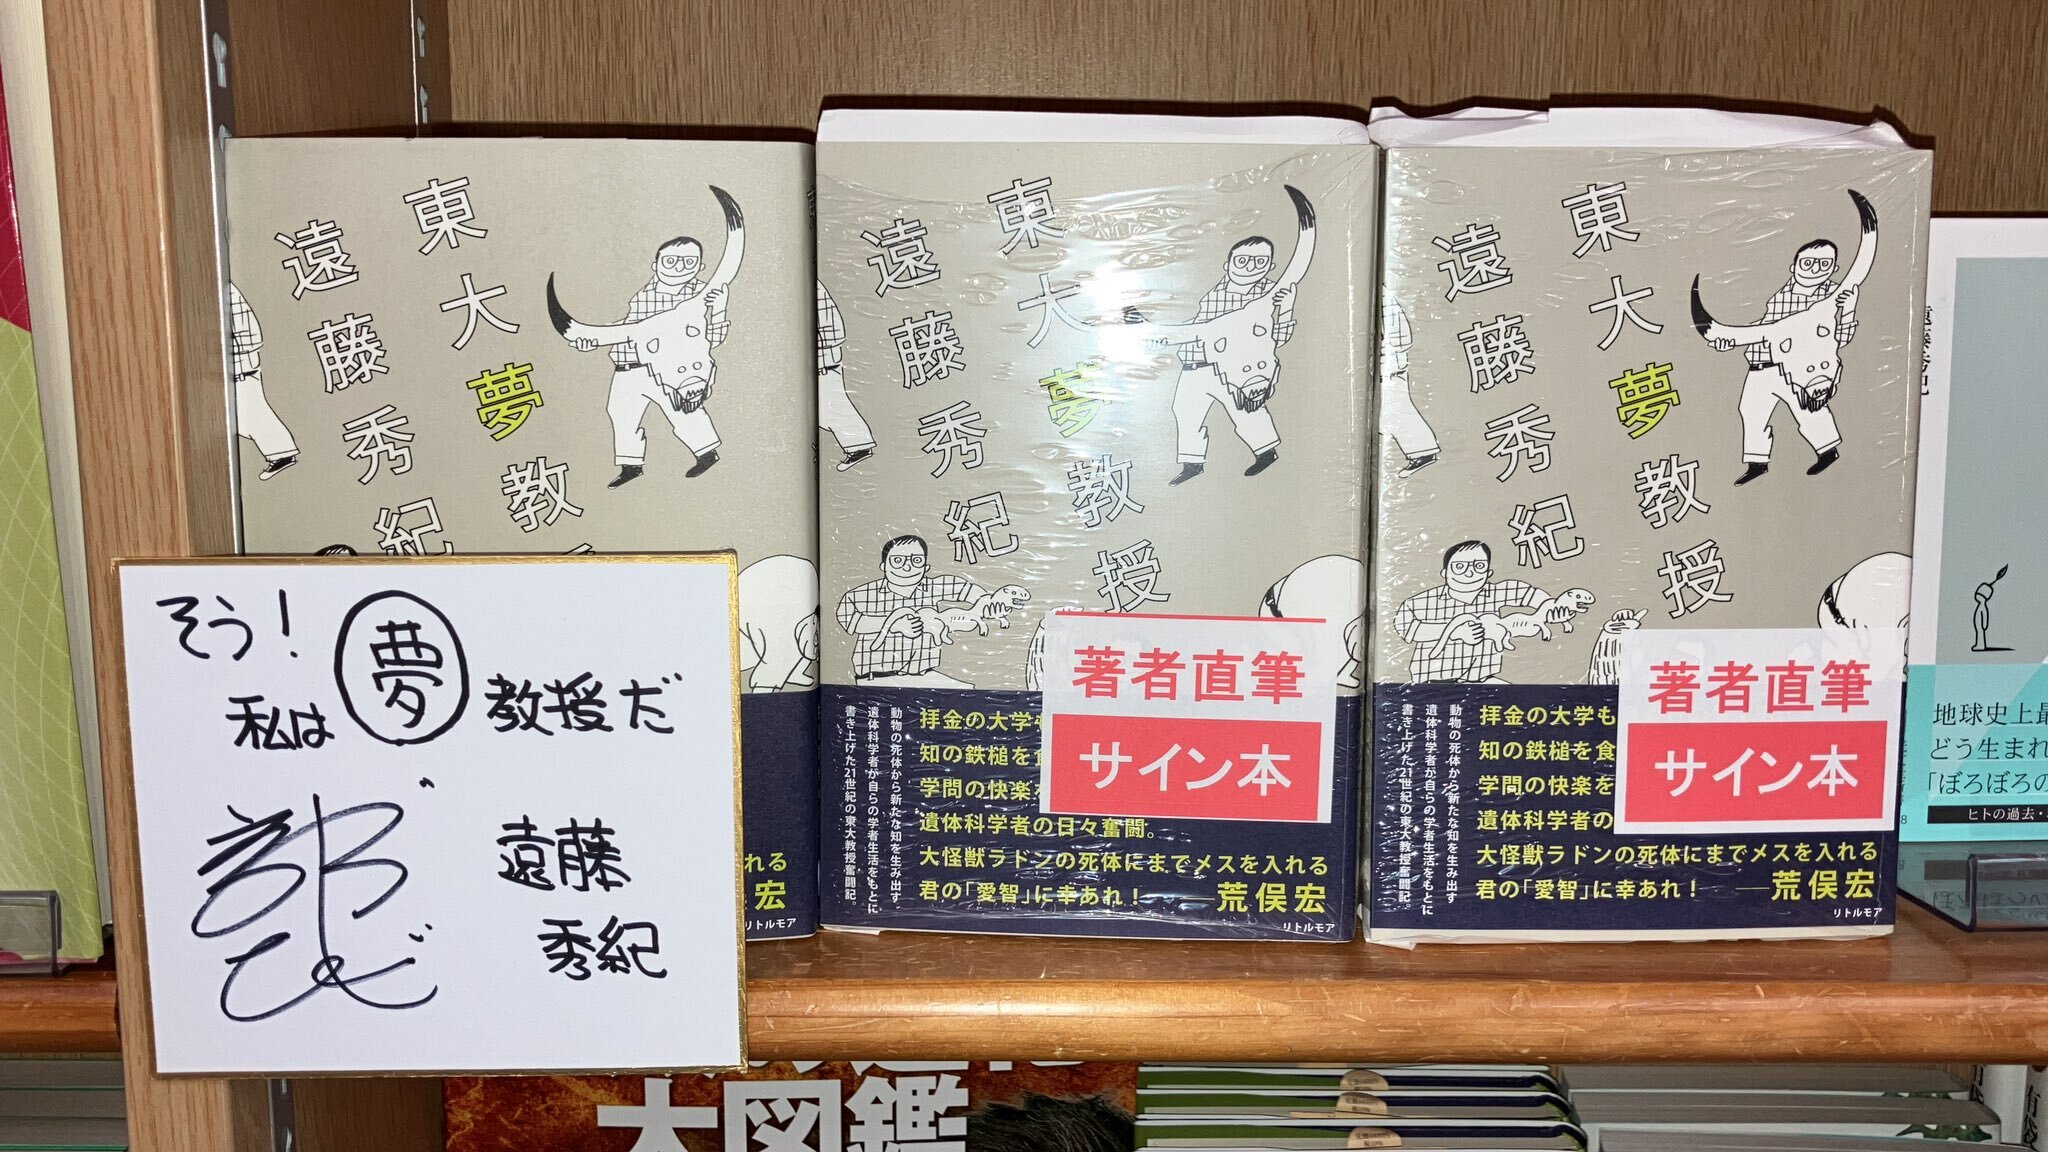 東大夢教授
遠藤秀紀
れる
宏
リトルモア
そう!
私は夢教授だ
遠藤
秀紀
東大夢教授
遠藤秀紀
著者直筆
サイン本
拝金の大学も
知の鉄槌を食
学問の快楽を
遺体科学者の日々奮闘。
大怪獣ラドンの死体にまでメスを入れる
君の「愛智」に幸あれ! ──荒俣宏
動物の死体から新たな知を生み出す
遺体科学者が自らの学者生活をもとに
書き上げた21世紀の東大教授奮闘記。
リトルモア
東大夢教授
遠藤秀紀
著者直筆
サイン本
拝金の大学も
知の鉄槌を食
学問の快楽を
遺体科学者の
大怪獣ラドンの死体にまでメスを入れる
君の「愛智」に幸あれ! ──荒俣宏
動物の死体から新たな知を生み出す
遺体科学者が自らの学者生活をもとに
書き上げた21世紀の東大教授奮闘記。
リトルモア
地球史上最
どう生まれ
「ぼろぼろの
ヒトの過去・
大図鑑